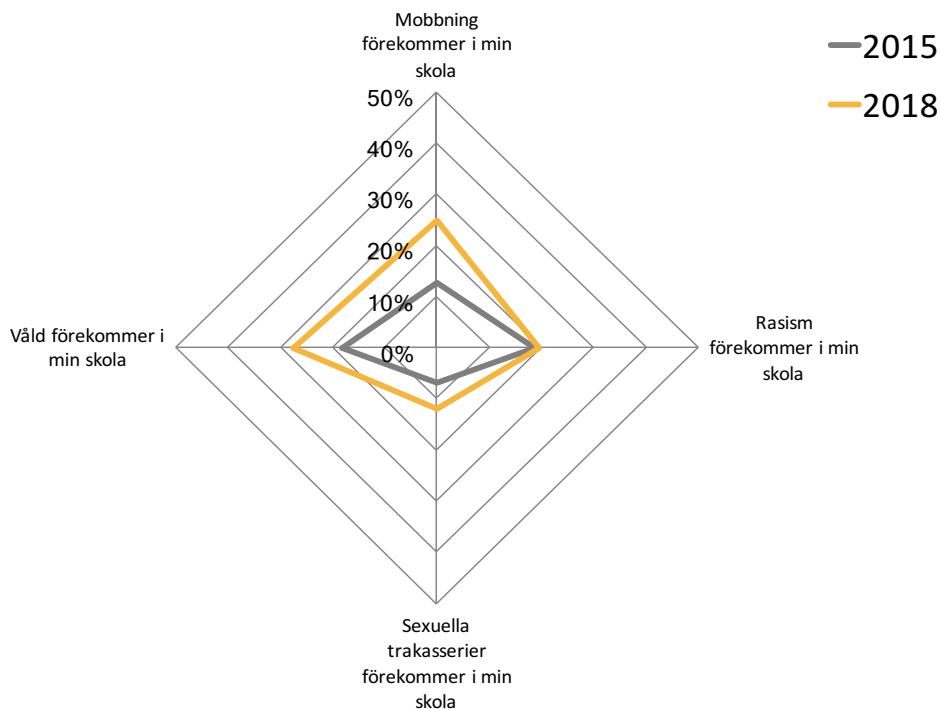 Mobbning
förekommer i min
skola
2015
2018
50%
40%
30%
20%
10%
0%
Våld förekommer i
min skola
Rasism
förekommer i min
skola
Sexuella
trakasserier
förekommer i min
skola